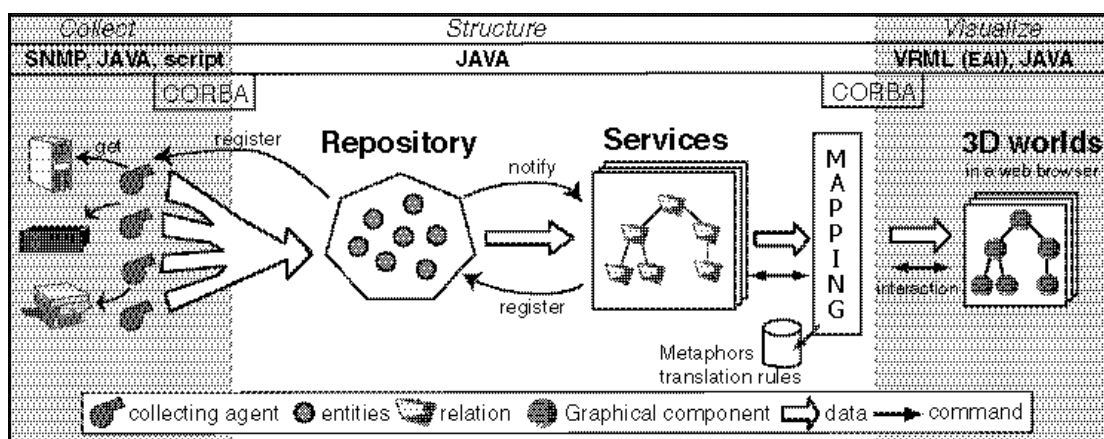 Collect Structure Visualize
SNMP, JAVA, script JAVA VRML (EAI), JAVA
CORBA CORBA
get
register
Repository
notify
Services
register
MAPPING
3D worlds
in a web browser
interaction
Metaphors
translation rules
collecting agent entities relation Graphical component data command